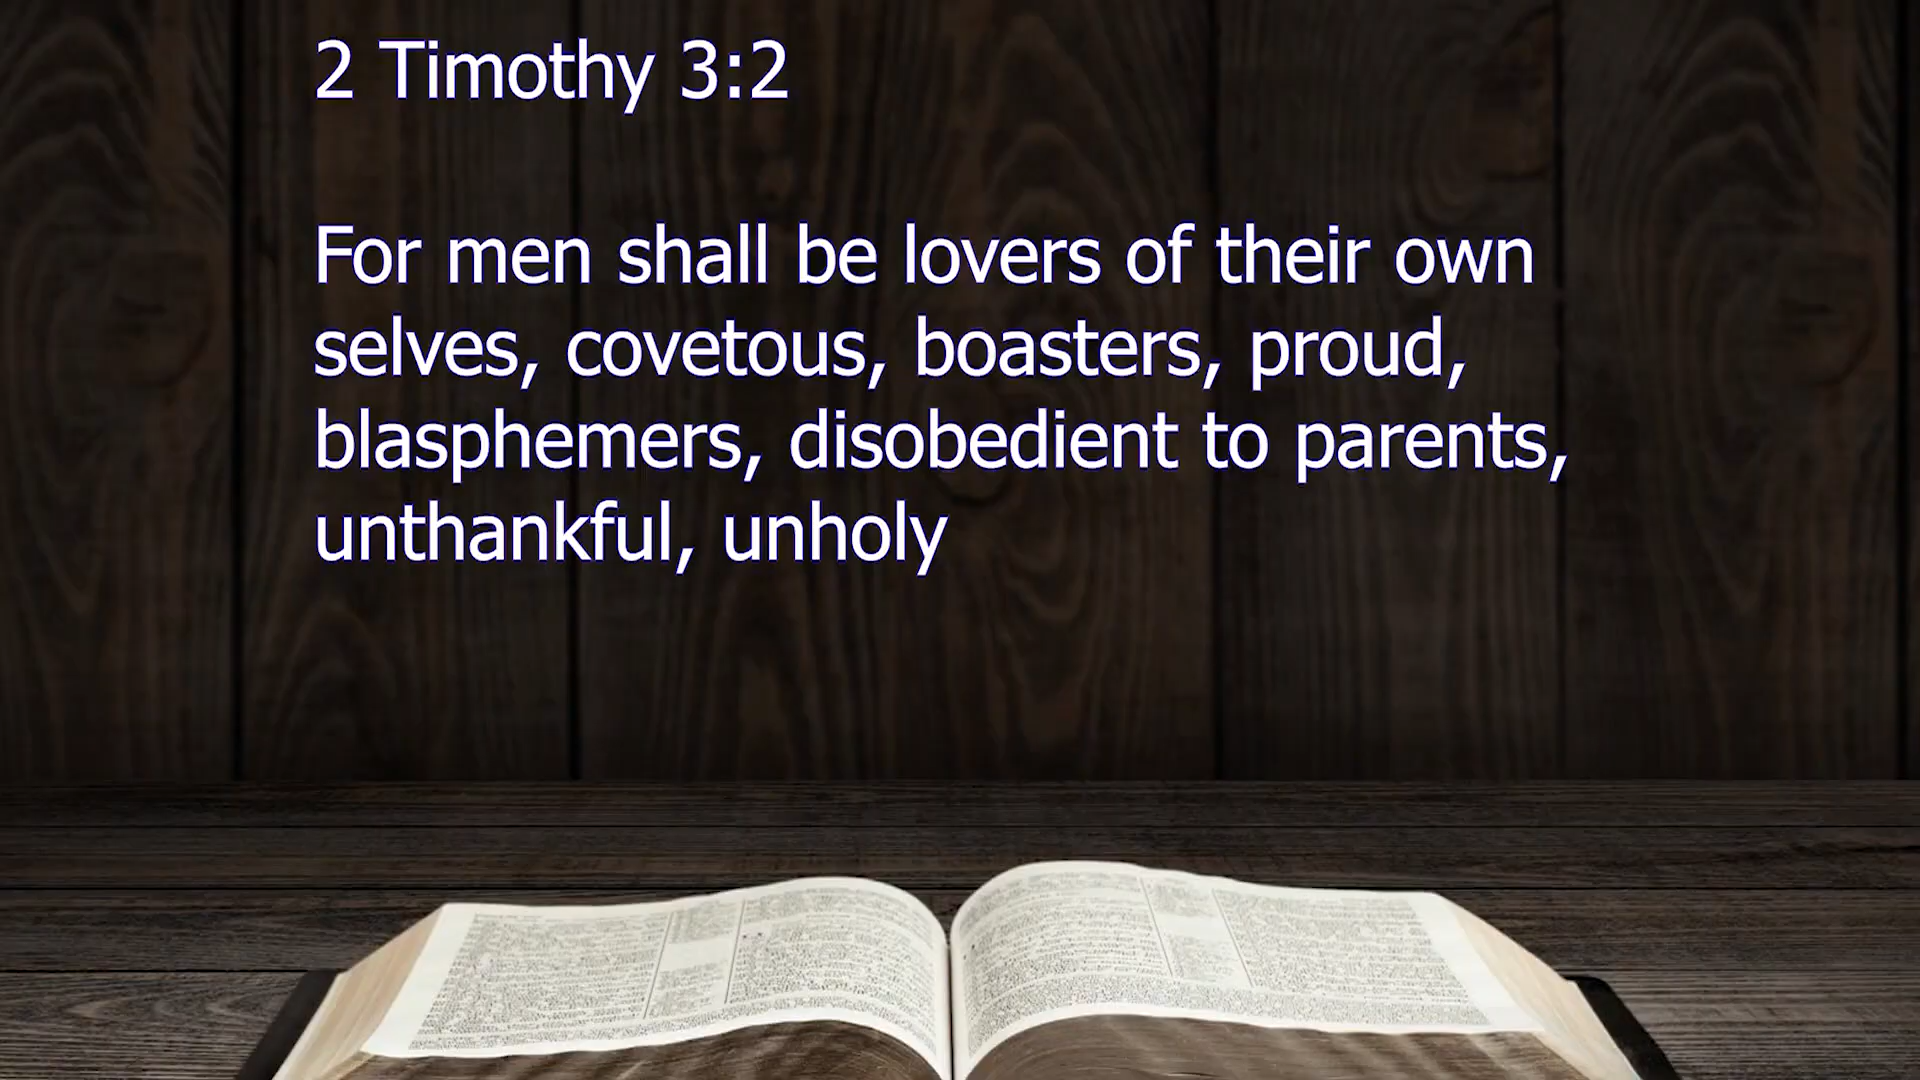 2 Timothy 3:2
For men shall be lovers of their own
selves, covetous, boasters, proud,
blasphemers, disobedient to parents,
unthankful, unholy